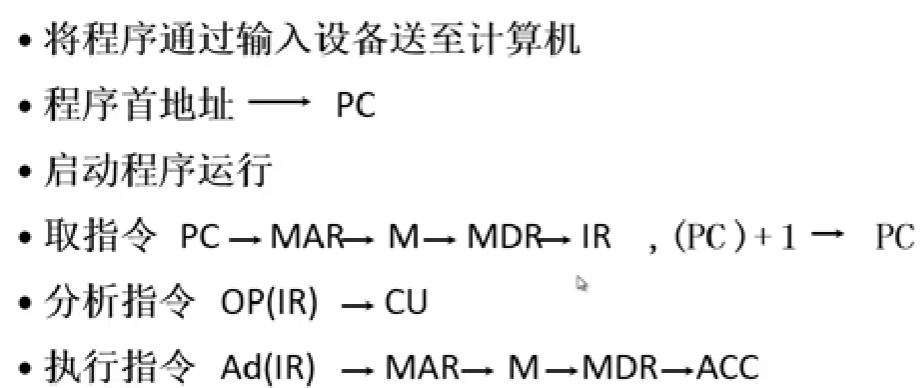 • 将程序通过输入设备送至计算机
• 程序首地址 → PC
• 启动程序运行
• 取指令 PC→MAR→ M→ MDR→ IR ，(PC)+1 → PC
• 分析指令 OP(IR) →CU
• 执行指令 Ad(IR) →MAR→ M→MDR→ACC